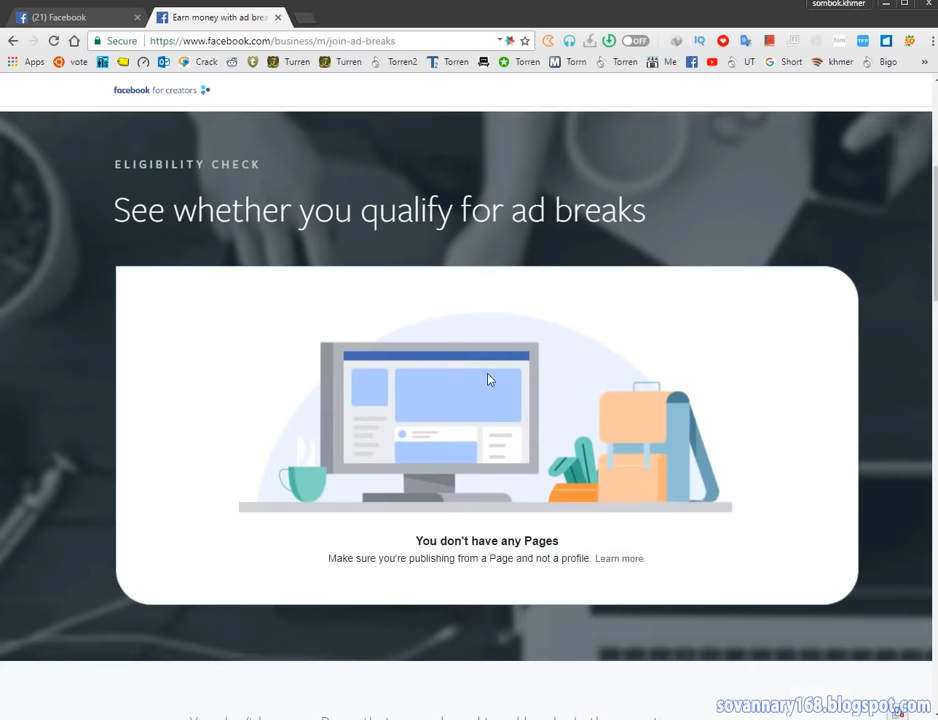 sombok.khmer
(21) Facebook
Earn money with ad brea
Secure
https://www.facebook.com/business/m/join-ad-breaks
IQ
OFF
Apps vote Crack Turren Turren Torren2 Torren Torren Torrn Torren Me UT Short khmer Bigo »
facebook for creators
ELIGIBILITY CHECK
See whether you qualify for ad breaks
You don't have any Pages
Make sure you're publishing from a Page and not a profile. Learn more.
sovannary168.blogspot.com